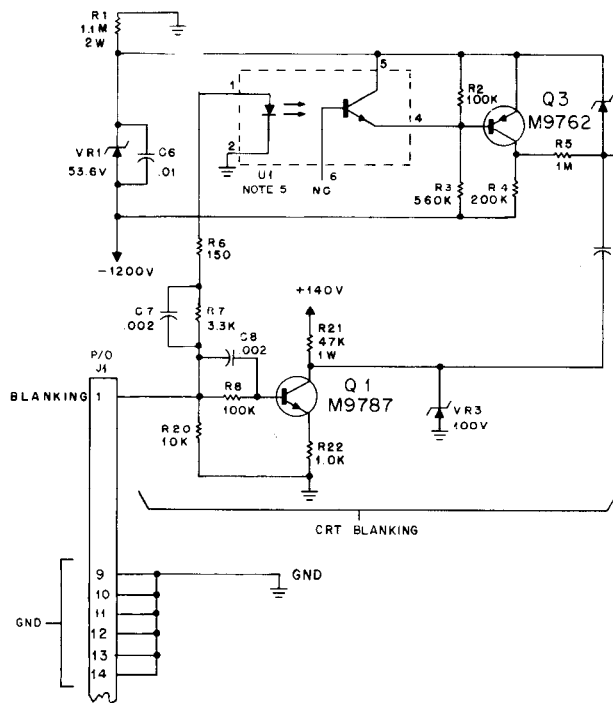 R1
1.1M
2W
5
1
2
4
6
U1
NOTE 5
R2
100K
Q3
M9762
R5
1M
R3
560K
R4
200K
VR1
53.6V
C6
.01
-1200V
R6
150
C7
.002
R7
3.3K
C8
.002
+140V
R21
47K
1W
P/O
J1
BLANKING
1
R8
100K
Q1
M9787
R20
10K
R22
1.0K
VR3
100V
CRT BLANKING
9
GND
10
11
GND
12
13
14